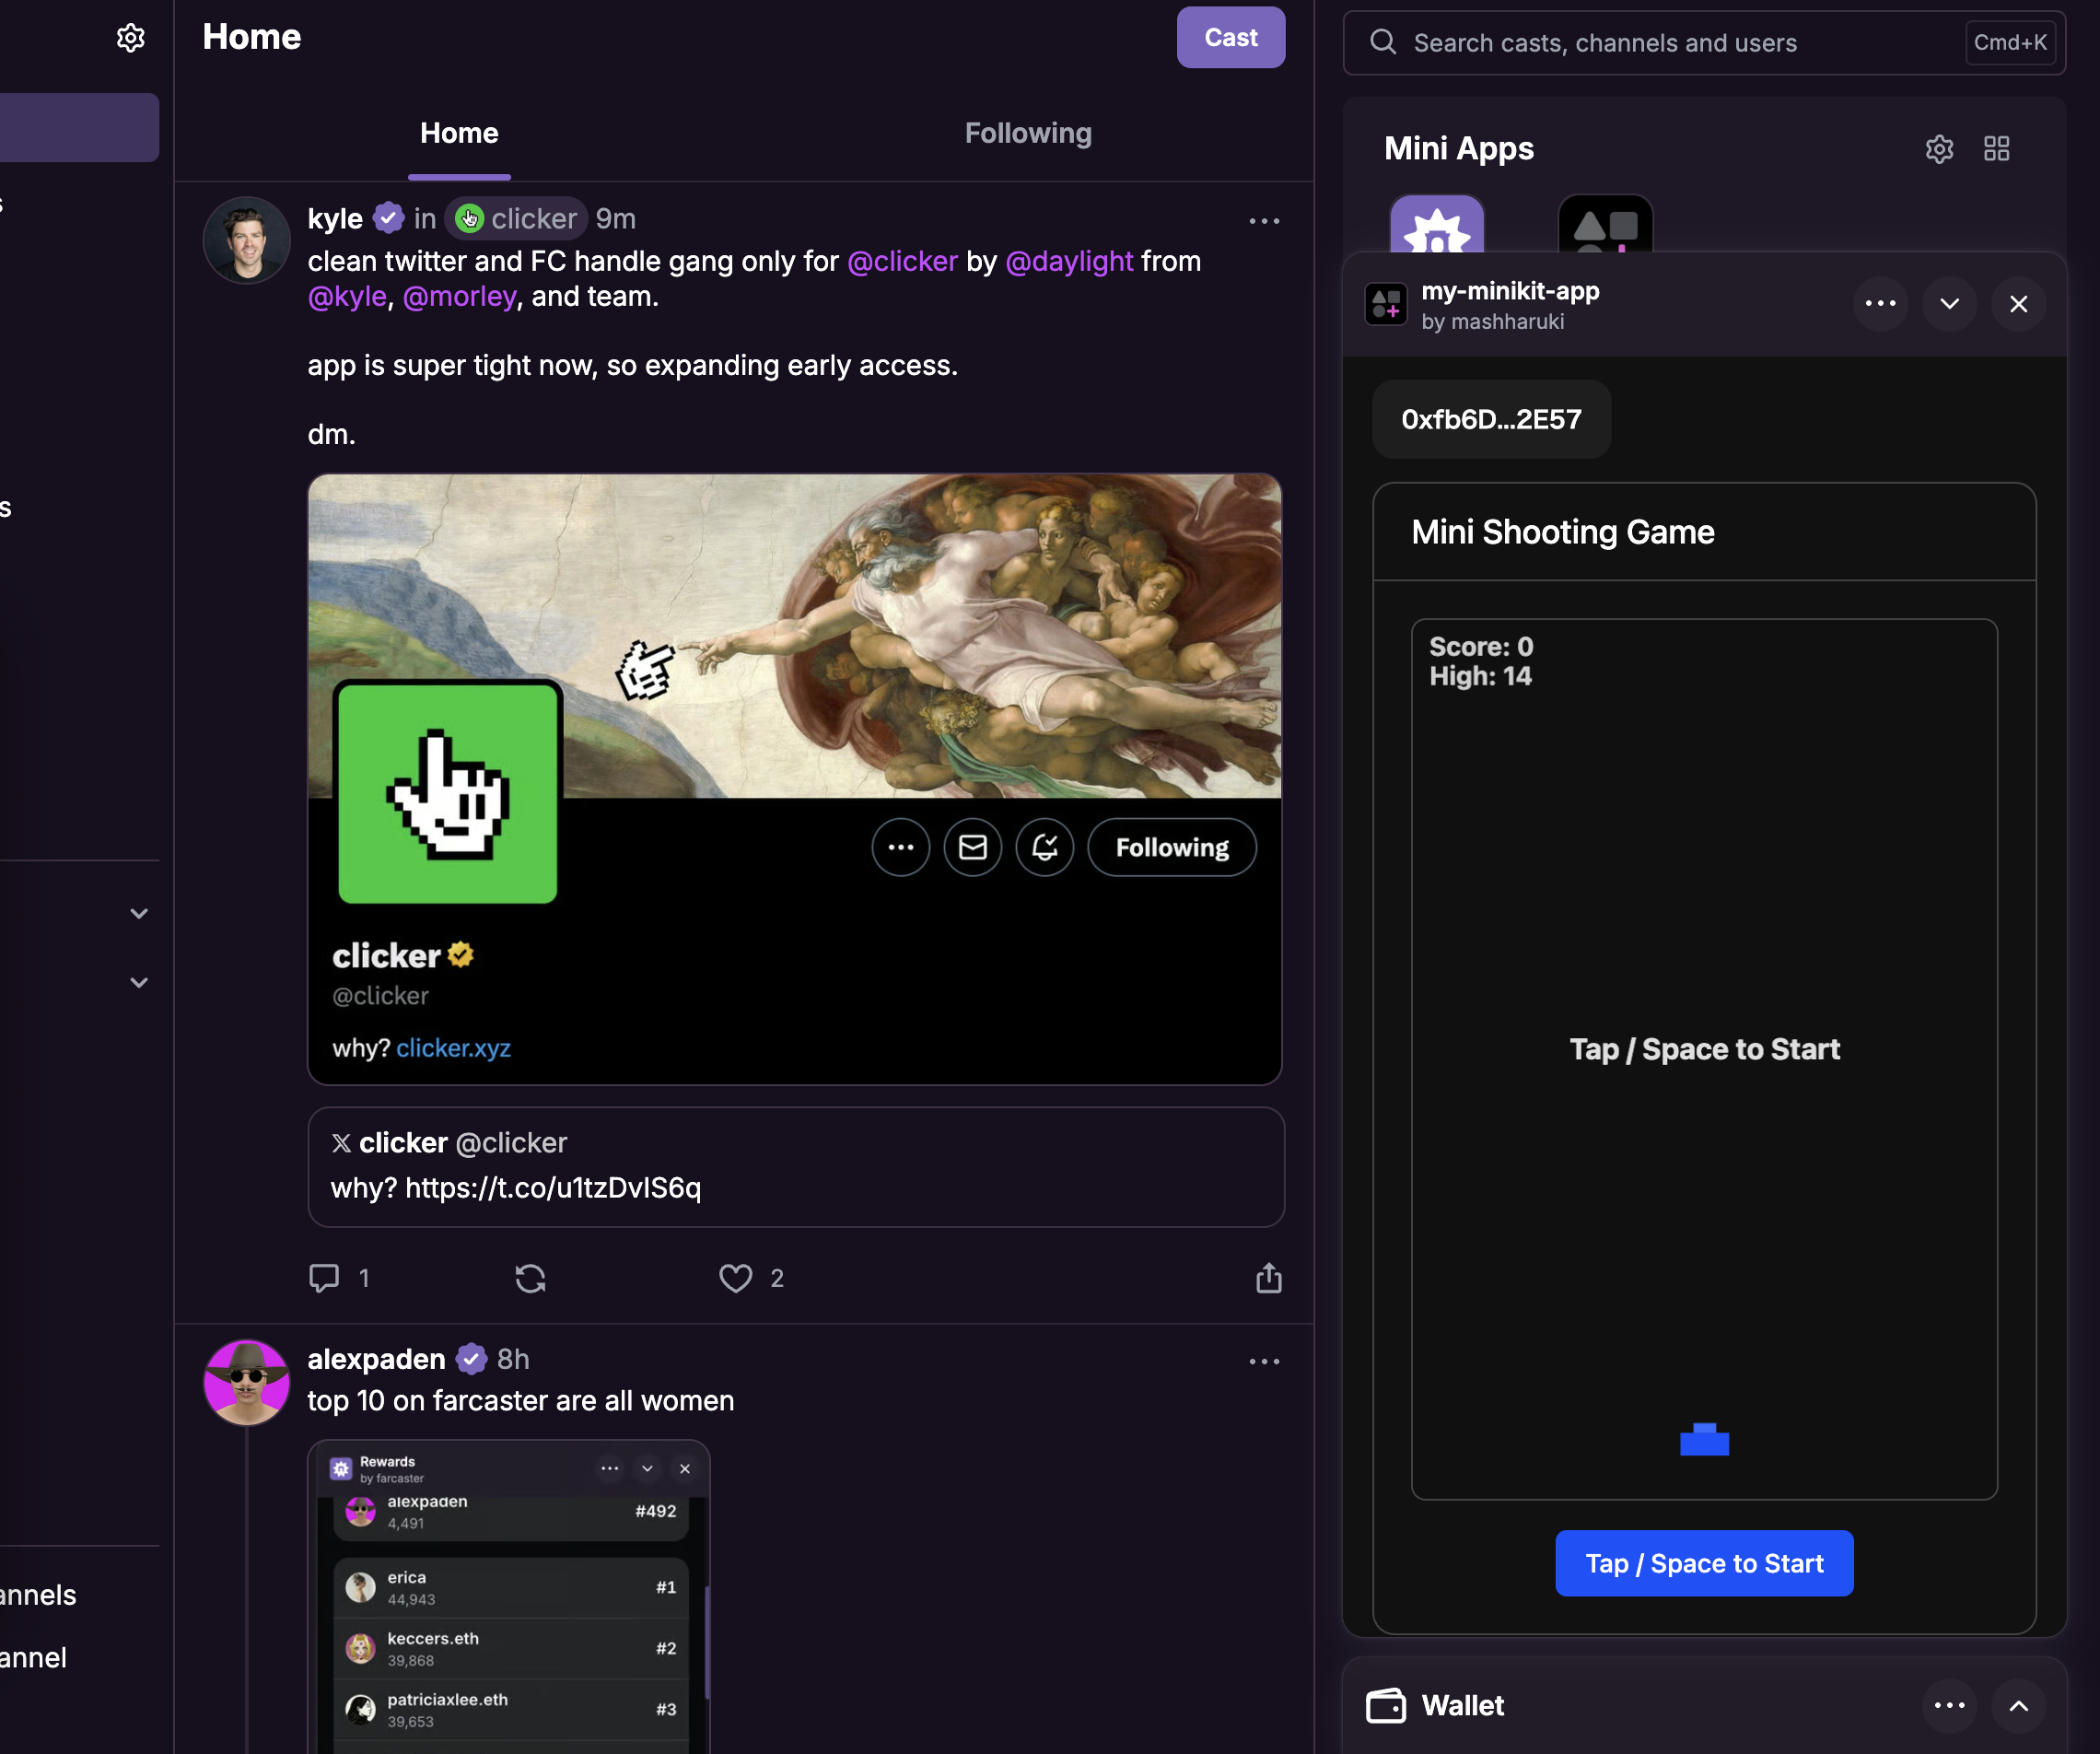 Home
Cast
Home
Following
kyle in clicker 9m
clean twitter and FC handle gang only for @clicker by @daylight from
@kyle, @morley, and team.
app is super tight now, so expanding early access.
dm.
Following
clicker
@clicker
why? clicker.xyz
X clicker @clicker
why? https://t.co/u1tzDvIS6q
1
2
alexpaden 8h
top 10 on farcaster are all women
Rewards
by farcaster
alexpaden
4,491
#492
erica
44,943
#1
keccers.eth
39,868
#2
patriciaxlee.eth
39,653
#3
s
s
annels
annel
Search casts, channels and users
Cmd+K
Mini Apps
my-minikit-app
by mashharuki
0xfb6D...2E57
Mini Shooting Game
Score: 0
High: 14
Tap / Space to Start
Tap / Space to Start
Wallet